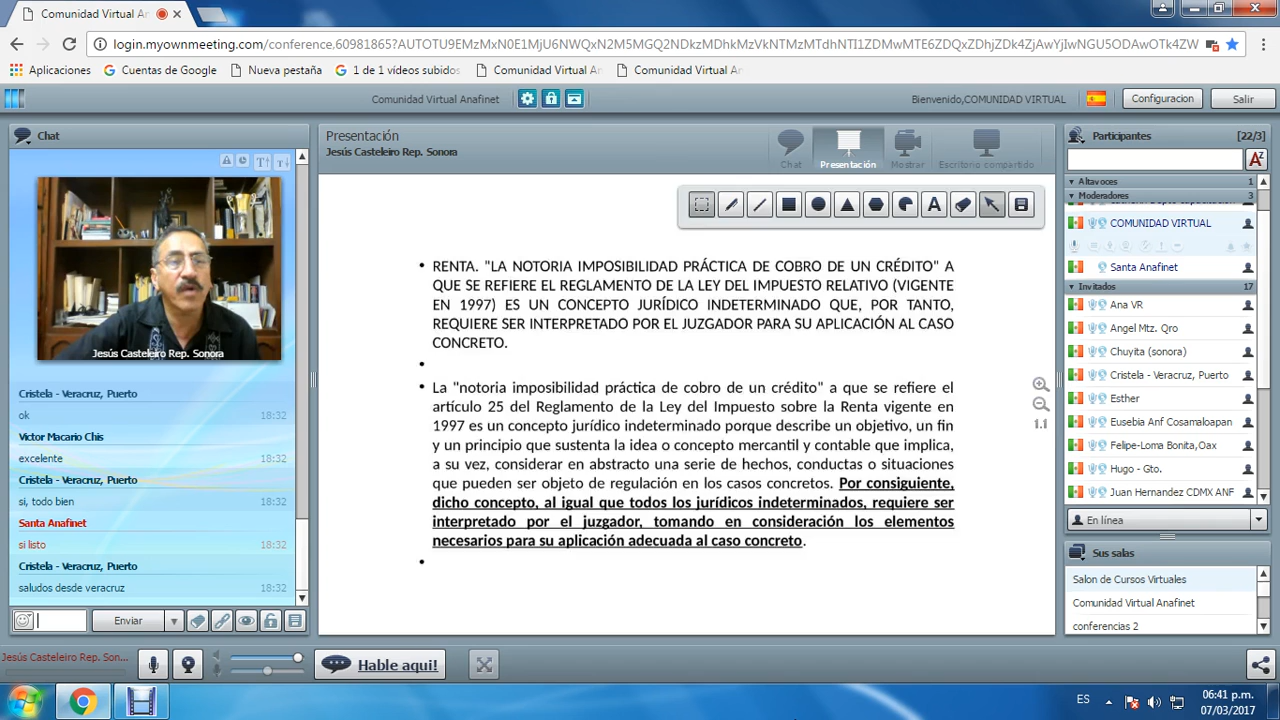 Comunidad Virtual An
login.myownmeeting.com/conference,60981865?AUTOTU9EMzMxN0E1MjU6NWQxN2M5MGQ2NDkzMDhkMzVkNTMzMTdhNTI1ZDMwMTE6ZDQxZDhjZDk4ZjAwYjIwNGU5ODAwOTk4ZW
Aplicaciones
Cuentas de Google
Nueva pestaña
1 de 1 vídeos subidos
Comunidad Virtual An
Comunidad Virtual An
Comunidad Virtual Anafinet
Bienvenido,COMUNIDAD VIRTUAL
Configuracion
Salir
Chat
Jesús Casteleiro Rep. Sonora
Cristela - Veracruz, Puerto
ok 18:32
Victor Macario Chis
excelente 18:32
Cristela - Veracruz, Puerto
si, todo bien 18:32
Santa Anafinet
si listo 18:32
Cristela - Veracruz, Puerto
saludos desde veracruz 18:32
Enviar
Presentación
Jesús Casteleiro Rep. Sonora
Chat
Presentación
Mostrar
Escritorio compartido
A
• RENTA. "LA NOTORIA IMPOSIBILIDAD PRÁCTICA DE COBRO DE UN CRÉDITO" A
QUE SE REFIERE EL REGLAMENTO DE LA LEY DEL IMPUESTO RELATIVO (VIGENTE
EN 1997) ES UN CONCEPTO JURÍDICO INDETERMINADO QUE, POR TANTO,
REQUIERE SER INTERPRETADO POR EL JUZGADOR PARA SU APLICACIÓN AL CASO
CONCRETO.
•
• La "notoria imposibilidad práctica de cobro de un crédito" a que se refiere el
artículo 25 del Reglamento de la Ley del Impuesto sobre la Renta vigente en
1997 es un concepto jurídico indeterminado porque describe un objetivo, un fin
y un principio que sustenta la idea o concepto mercantil y contable que implica,
a su vez, considerar en abstracto una serie de hechos, conductas o situaciones
que pueden ser objeto de regulación en los casos concretos. Por consiguiente,
dicho concepto, al igual que todos los jurídicos indeterminados, requiere ser
interpretado por el juzgador, tomando en consideración los elementos
necesarios para su aplicación adecuada al caso concreto.
•
1.1
Participantes [22/3]
Altavoces 1
Moderadores 3
COMUNIDAD VIRTUAL
Santa Anafinet
Invitados 17
Ana VR
Angel Mtz. Qro
Chuyita (sonora)
Cristela - Veracruz, Puerto
Esther
Eusebia Anf Cosamaloapan
Felipe-Loma Bonita,Oax
Hugo - Gto.
Juan Hernandez CDMX ANF
En línea
Sus salas
Salon de Cursos Virtuales
Comunidad Virtual Anafinet
conferencias 2
Jesús Casteleiro Rep. Son...
Hable aqui!
ES
06:41 p.m.
07/03/2017